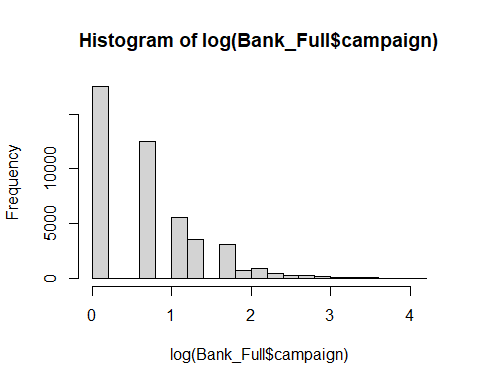 Histogram of log(Bank_Full$campaign)
Frequency
10000
5000
0
0 1 2 3 4
log(Bank_Full$campaign)